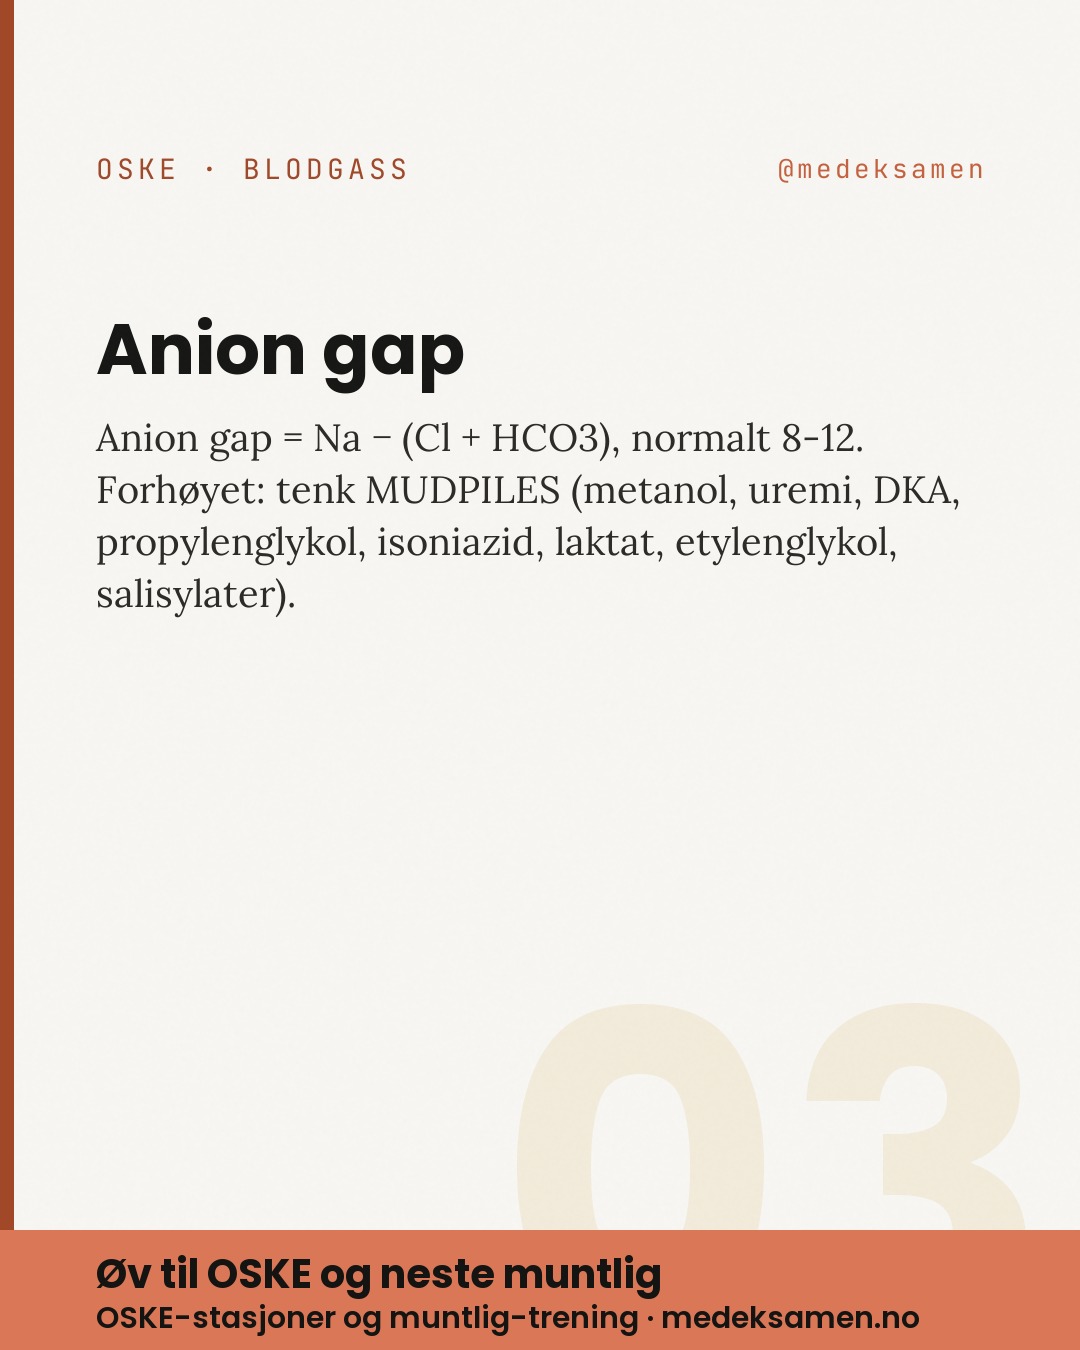 OSKE · BLODGASS
@medeksamen
Anion gap
Anion gap = Na − (Cl + HCO3), normalt 8-12.
Forhøyet: tenk MUDPILES (metanol, uremi, DKA,
propylenglykol, isoniazid, laktat, etylenglykol,
salisylater).
03
Øv til OSKE og neste muntlig
OSKE-stasjoner og muntlig-trening · medeksamen.no